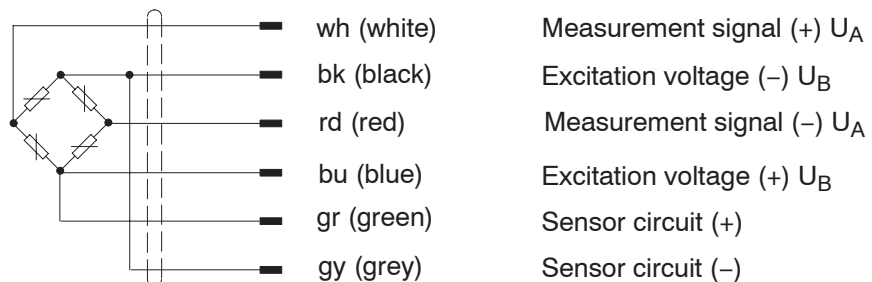 wh (white) Measurement signal (+) U_A
bk (black) Excitation voltage (−) U_B
rd (red) Measurement signal (−) U_A
bu (blue) Excitation voltage (+) U_B
gr (green) Sensor circuit (+)
gy (grey) Sensor circuit (−)